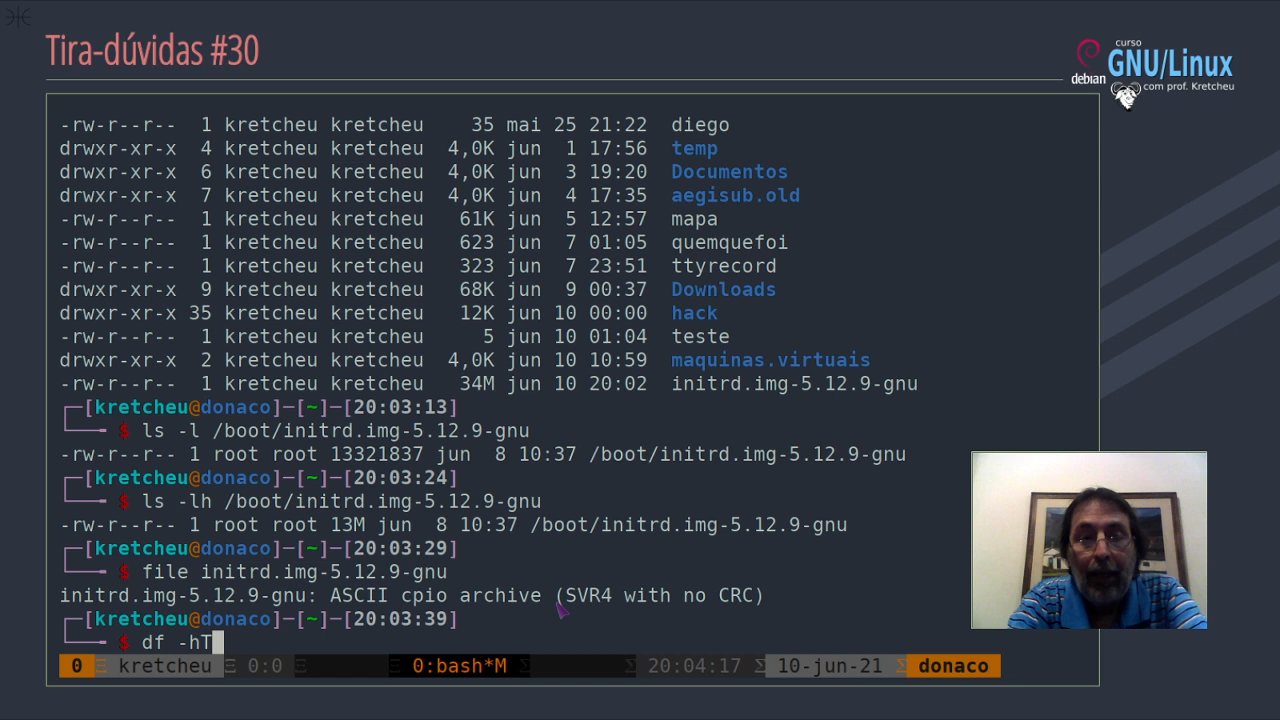 Tira-dúvidas #30
curso
GNU/Linux
debian
com prof. Kretcheu
-rw-r--r-- 1 kretcheu kretcheu 35 mai 25 21:22 diego
drwxr-xr-x 4 kretcheu kretcheu 4,0K jun 1 17:56 temp
drwxr-xr-x 6 kretcheu kretcheu 4,0K jun 3 19:20 Documentos
drwxr-xr-x 7 kretcheu kretcheu 4,0K jun 4 17:35 aegisub.old
-rw-r--r-- 1 kretcheu kretcheu 61K jun 5 12:57 mapa
-rw-r--r-- 1 kretcheu kretcheu 623 jun 7 01:05 quemquefoi
-rw-r--r-- 1 kretcheu kretcheu 323 jun 7 23:51 ttyrecord
drwxr-xr-x 9 kretcheu kretcheu 68K jun 9 00:37 Downloads
drwxr-xr-x 35 kretcheu kretcheu 12K jun 10 00:00 hack
-rw-r--r-- 1 kretcheu kretcheu 5 jun 10 01:04 teste
drwxr-xr-x 2 kretcheu kretcheu 4,0K jun 10 10:59 maquinas.virtuais
-rw-r--r-- 1 kretcheu kretcheu 34M jun 10 20:02 initrd.img-5.12.9-gnu
┌─[kretcheu@donaco]─[~]─[20:03:13]
└──╼ $ ls -l /boot/initrd.img-5.12.9-gnu
-rw-r--r-- 1 root root 13321837 jun 8 10:37 /boot/initrd.img-5.12.9-gnu
┌─[kretcheu@donaco]─[~]─[20:03:24]
└──╼ $ ls -lh /boot/initrd.img-5.12.9-gnu
-rw-r--r-- 1 root root 13M jun 8 10:37 /boot/initrd.img-5.12.9-gnu
┌─[kretcheu@donaco]─[~]─[20:03:29]
└──╼ $ file initrd.img-5.12.9-gnu
initrd.img-5.12.9-gnu: ASCII cpio archive (SVR4 with no CRC)
┌─[kretcheu@donaco]─[~]─[20:03:39]
└──╼ $ df -hT
0 Ξ kretcheu Ξ 0:0 Ξ 0:bash*M Σ Σ 20:04:17 Σ 10-jun-21 Σ donaco